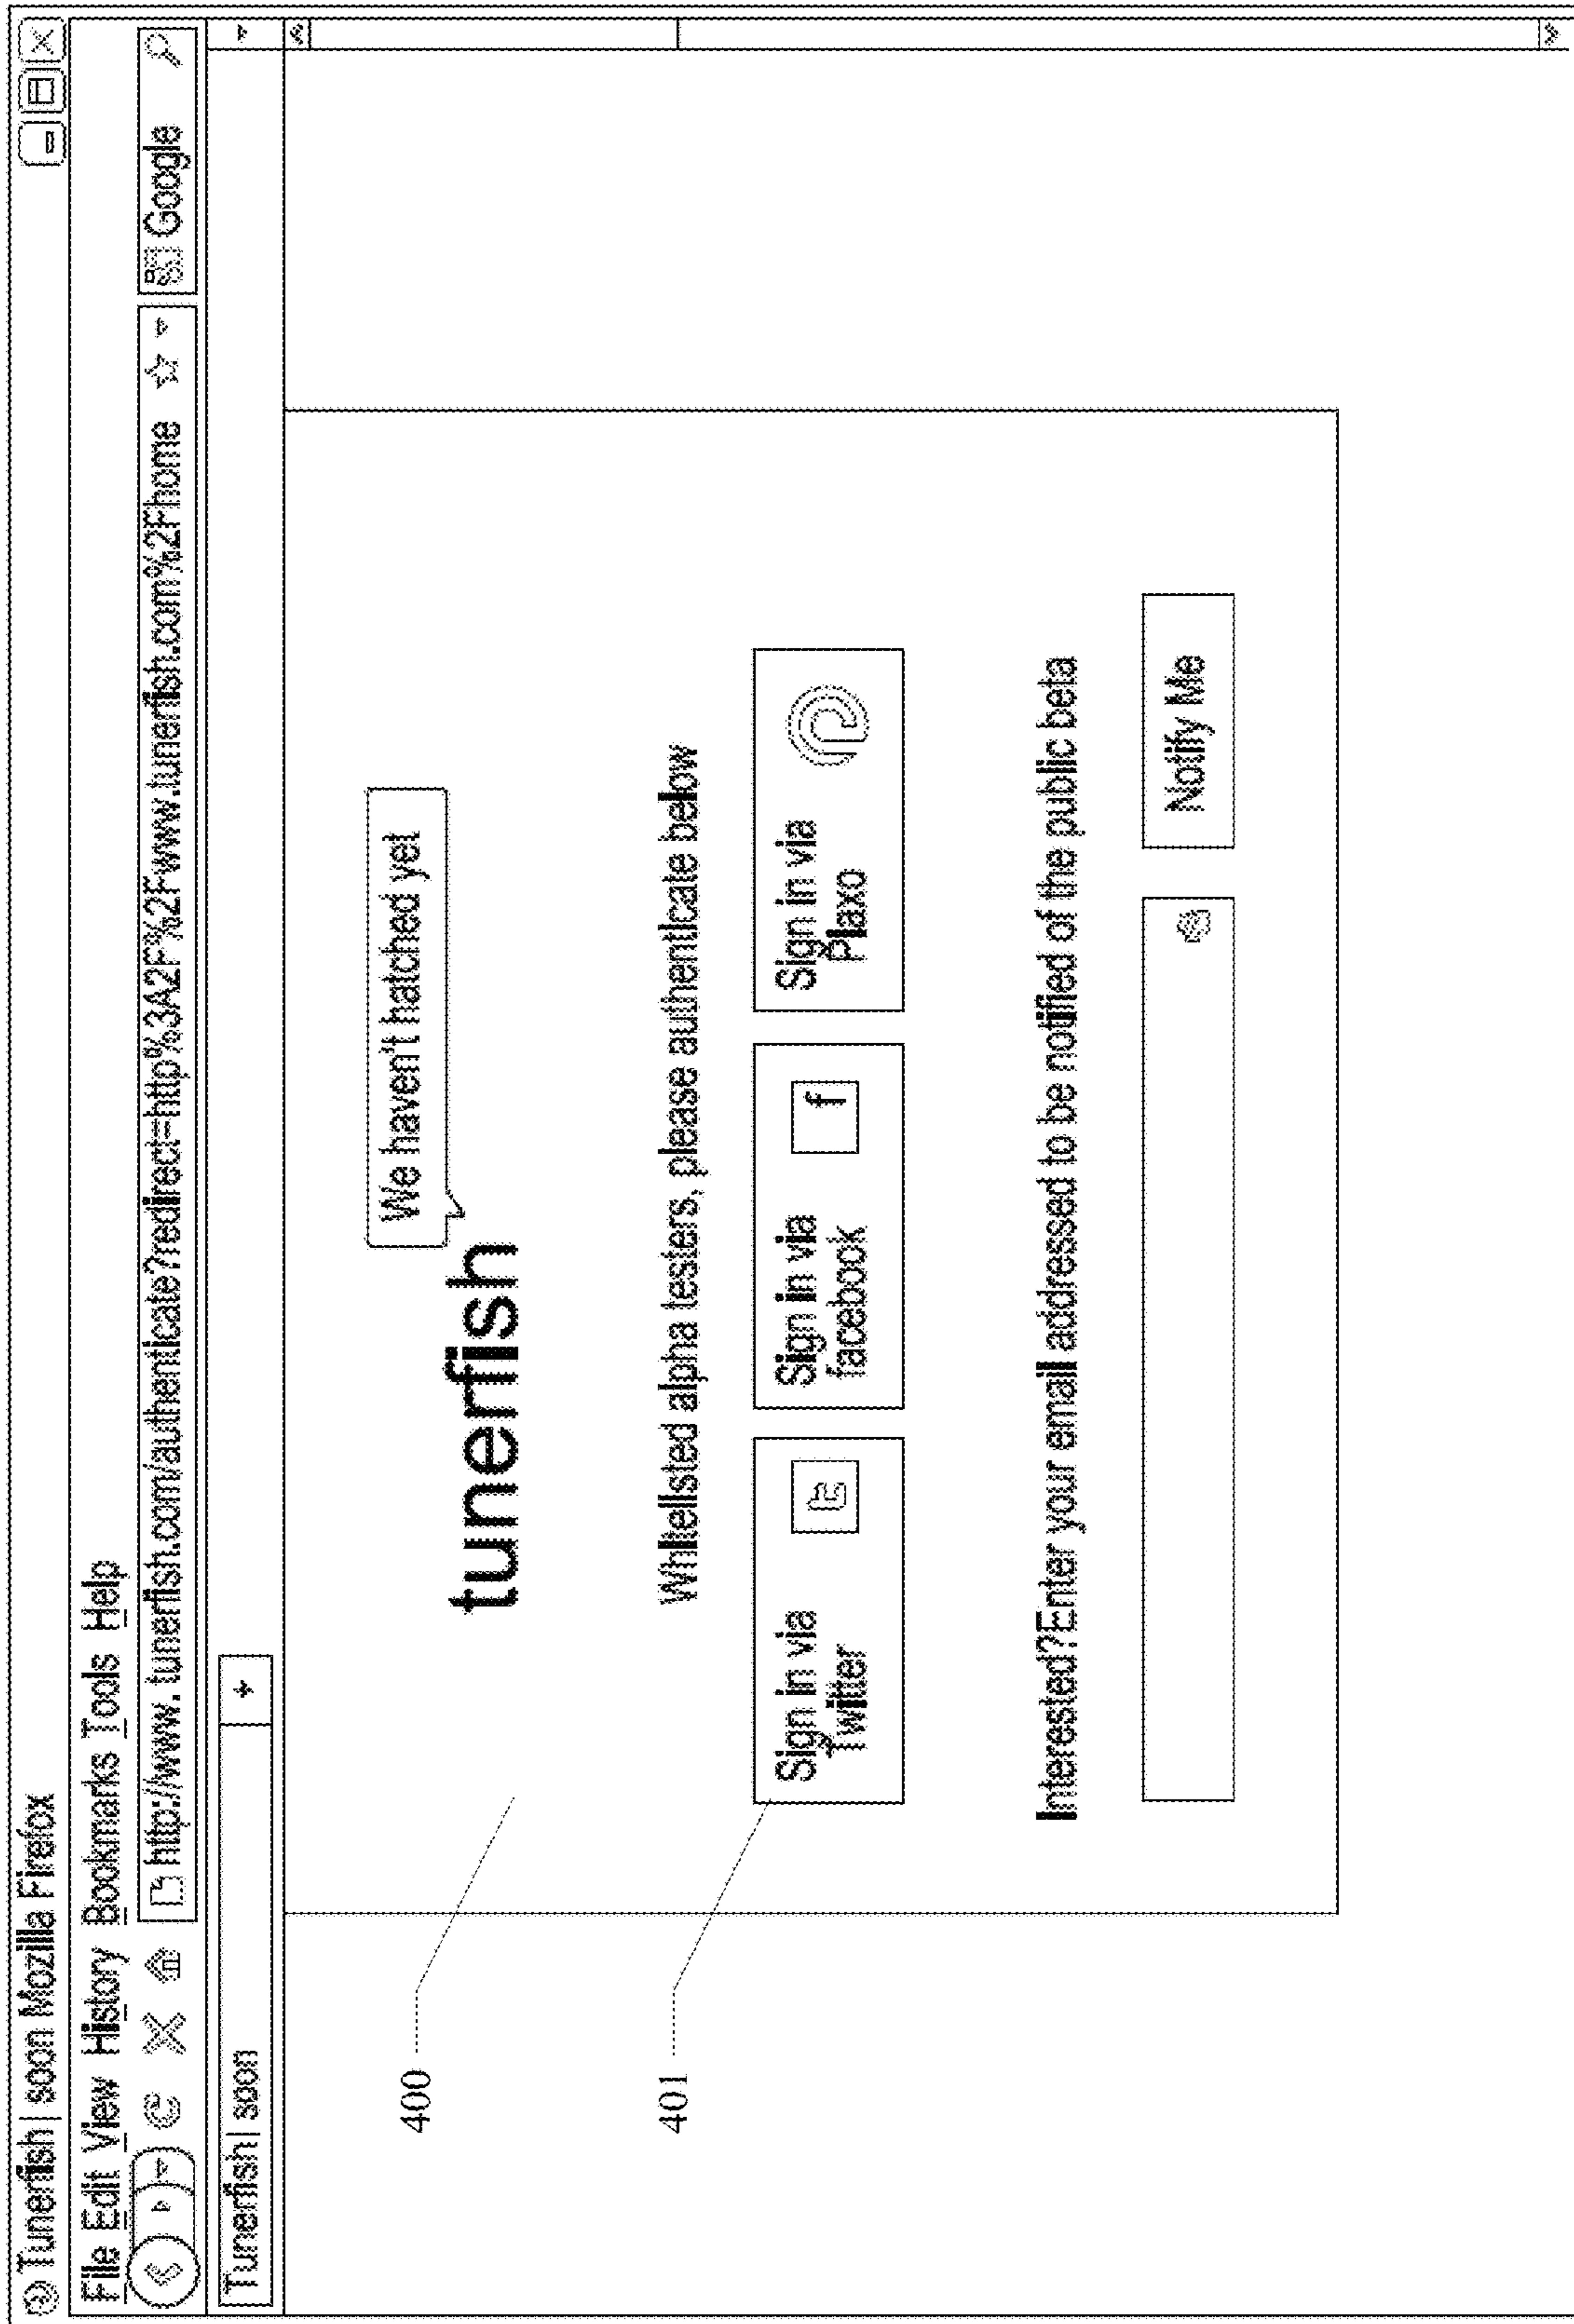 Tunerfish | soon Mozilla Firefox
File Edit View History Bookmarks Tools Help
http://www.tunerfish.com/authenticate?redirect=http%3A2F%2Fwww.tunerfish.com%2Fhome
Google
Tunerfish | soon
+
We haven't hatched yet
tunerfish
400
Whitelisted alpha testers, please authenticate below
401
Sign in via
Twitter
t
Sign in via
facebook
f
Sign in via
Plaxo
Interested?Enter your email addressed to be notified of the public beta
Notify Me